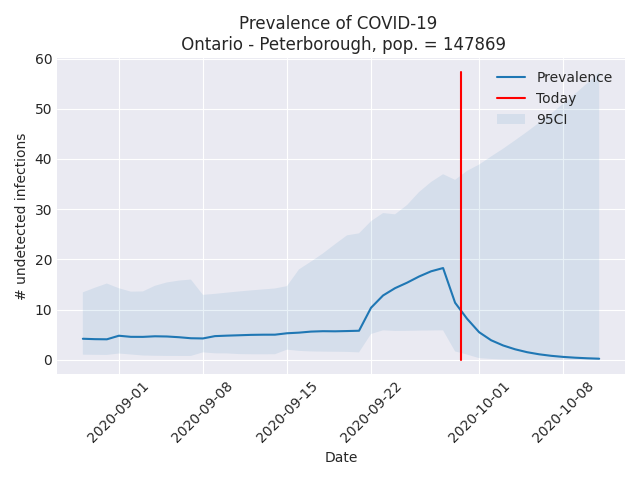 Prevalence of COVID-19
Ontario - Peterborough, pop. = 147869
60
50
40
30
20
10
0
# undetected infections
Prevalence
Today
95CI
2020-09-01
2020-09-08
2020-09-15
2020-09-22
2020-10-01
2020-10-08
Date